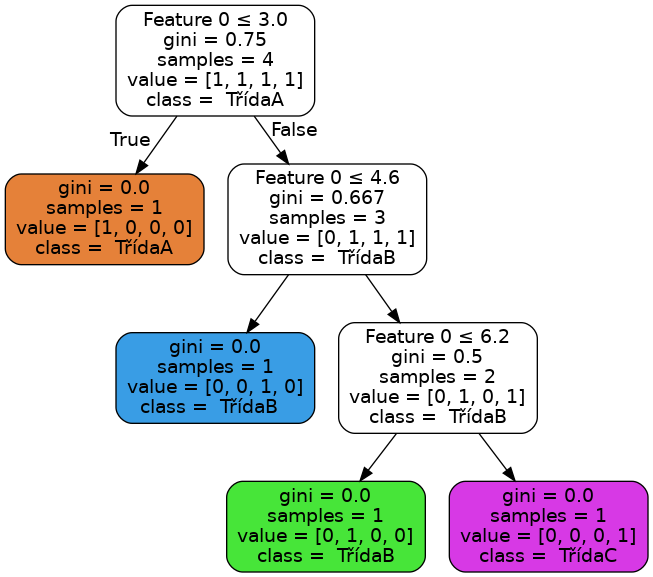 Feature 0 ≤ 3.0
gini = 0.75
samples = 4
value = [1, 1, 1, 1]
class = TřídaA
True
False
gini = 0.0
samples = 1
value = [1, 0, 0, 0]
class = TřídaA
Feature 0 ≤ 4.6
gini = 0.667
samples = 3
value = [0, 1, 1, 1]
class = TřídaB
gini = 0.0
samples = 1
value = [0, 0, 1, 0]
class = TřídaB
Feature 0 ≤ 6.2
gini = 0.5
samples = 2
value = [0, 1, 0, 1]
class = TřídaB
gini = 0.0
samples = 1
value = [0, 1, 0, 0]
class = TřídaB
gini = 0.0
samples = 1
value = [0, 0, 0, 1]
class = TřídaC